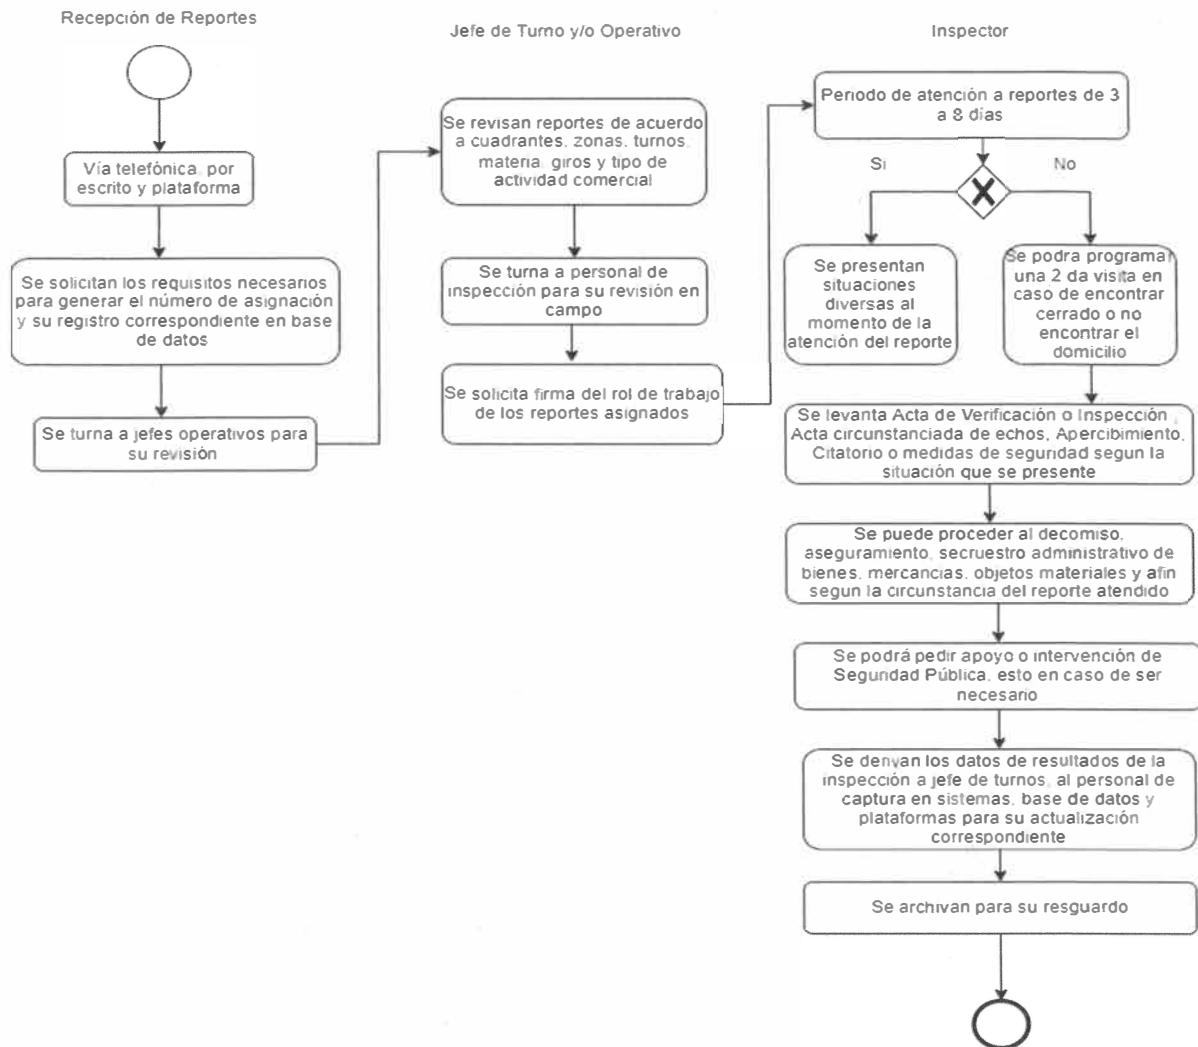 Recepción de Reportes
Vía telefónica, por
escrito y plataforma
Se solicitan los requisitos necesarios
para generar el número de asignación
y su registro correspondiente en base
de datos
Se turna a jefes operativos para
su revisión
Jefe de Turno y/o Operativo
Se revisan reportes de acuerdo
a cuadrantes, zonas, turnos,
materia, giros y tipo de
actividad comercial
Se turna a personal de
inspección para su revisión en
campo
Se solicita firma del rol de trabajo
de los reportes asignados
Inspector
Periodo de atención a reportes de 3
a 8 días
Si
No
Se presentan
situaciones
diversas al
momento de la
atención del reporte
Se podra programar
una 2 da visita en
caso de encontrar
cerrado o no
encontrar el
domicilio
Se levanta Acta de Verificación o Inspección ,
Acta circunstanciada de echos, Apercibimiento,
Citatorio o medidas de seguridad segun la
situación que se presente
Se puede proceder al decomiso,
aseguramiento, secruestro administrativo de
bienes, mercancias, objetos materiales y afin
segun la circunstancia del reporte atendido
Se podrá pedir apoyo o intervención de
Seguridad Pública, esto en caso de ser
necesario
Se derivan los datos de resultados de la
inspección a jefe de turnos, al personal de
captura en sistemas, base de datos y
plataformas para su actualización
correspondiente
Se archivan para su resguardo